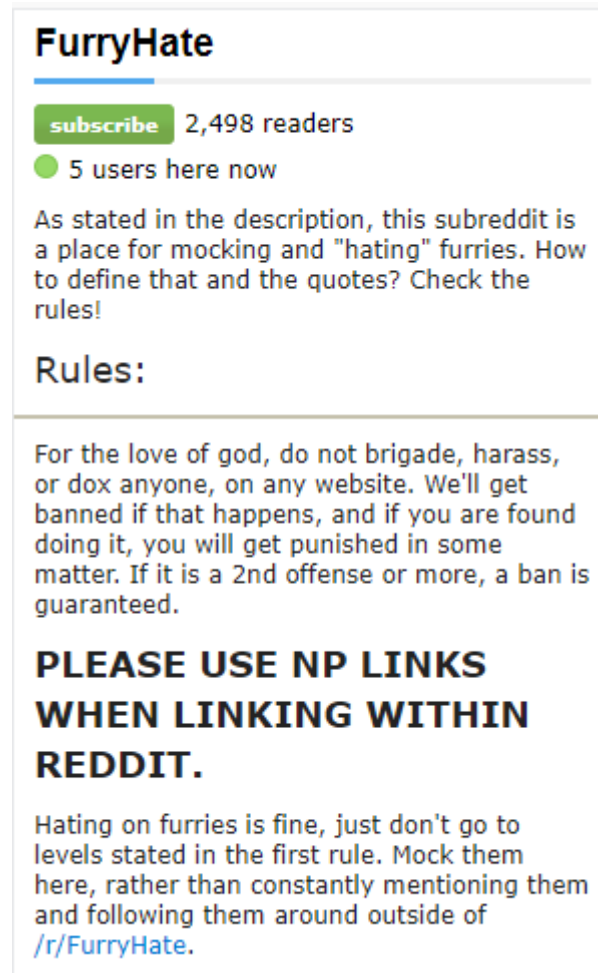 FurryHate
subscribe 2,498 readers
5 users here now
As stated in the description, this subreddit is
a place for mocking and "hating" furries. How
to define that and the quotes? Check the
rules!
Rules:
For the love of god, do not brigade, harass,
or dox anyone, on any website. We'll get
banned if that happens, and if you are found
doing it, you will get punished in some
matter. If it is a 2nd offense or more, a ban is
guaranteed.
PLEASE USE NP LINKS
WHEN LINKING WITHIN
REDDIT.
Hating on furries is fine, just don't go to
levels stated in the first rule. Mock them
here, rather than constantly mentioning them
and following them around outside of
/r/FurryHate.